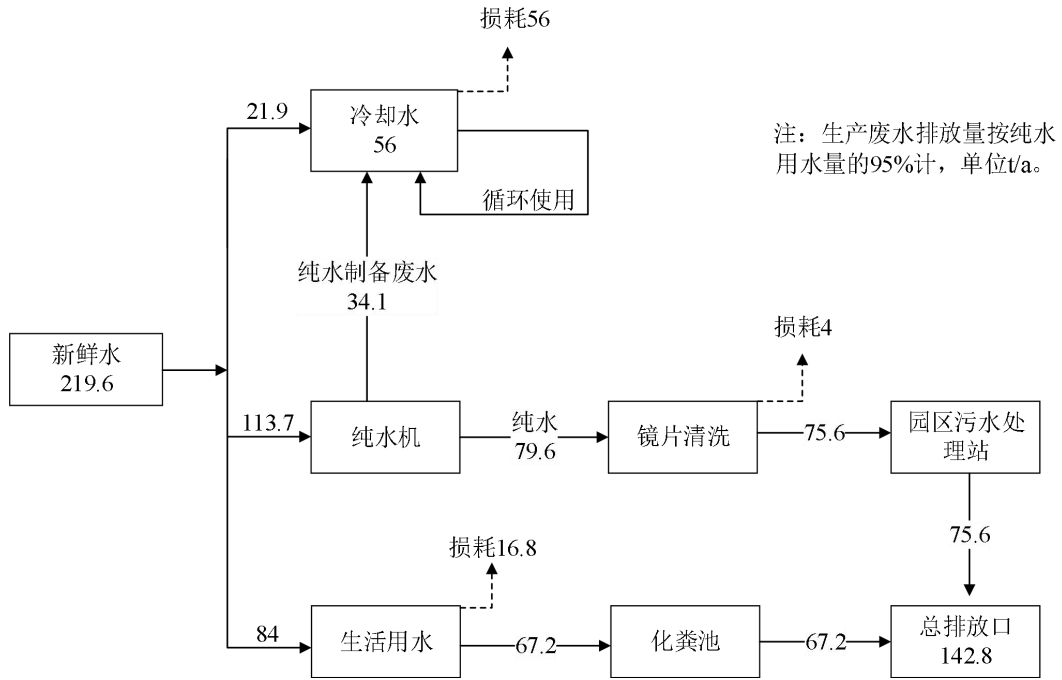 损耗56
21.9
冷却水
56
注：生产废水排放量按纯水
用水量的95%计，单位t/a。
循环使用
纯水制备废水
34.1
损耗4
新鲜水
219.6
113.7
纯水机
纯水
79.6
镜片清洗
75.6
园区污水处
理站
75.6
损耗16.8
84
生活用水
67.2
化粪池
67.2
总排放口
142.8